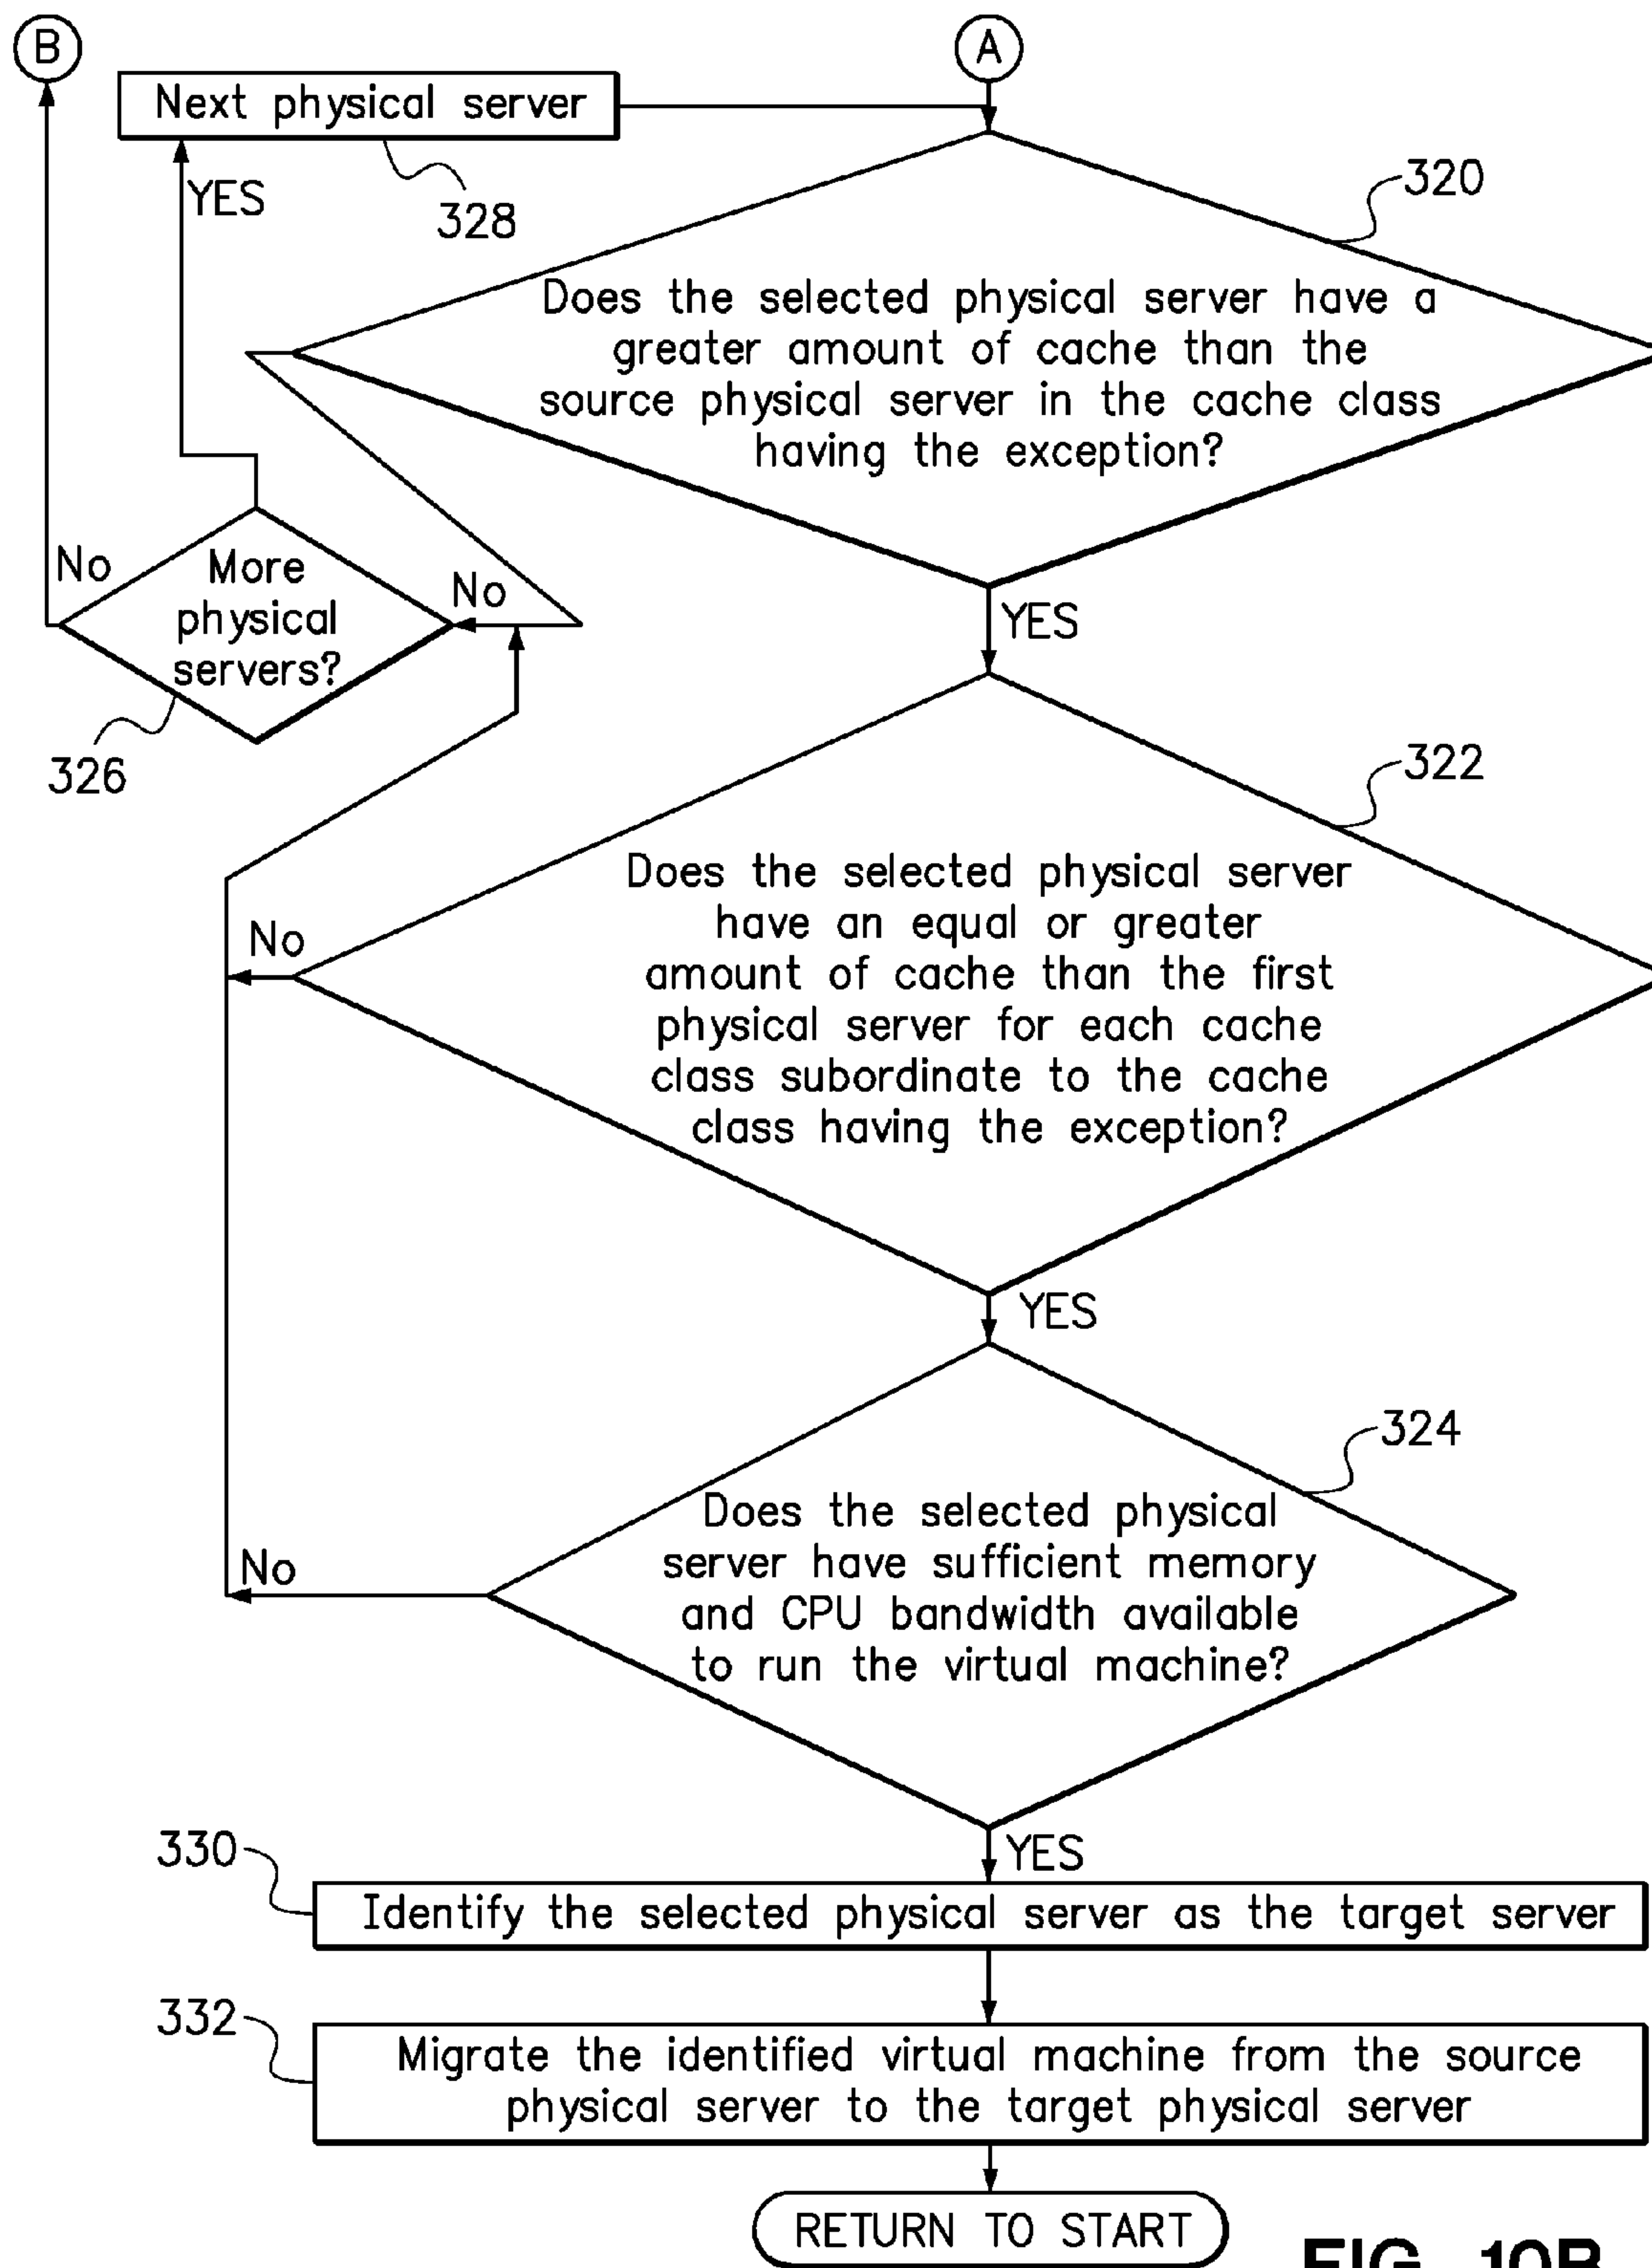 B
A
Next physical server
YES
328
320
Does the selected physical server have a
greater amount of cache than the
source physical server in the cache class
having the exception?
No
More
physical
servers?
No
326
YES
322
Does the selected physical server
have an equal or greater
amount of cache than the first
physical server for each cache
class subordinate to the cache
class having the exception?
No
YES
324
Does the selected physical
server have sufficient memory
and CPU bandwidth available
to run the virtual machine?
No
YES
330
Identify the selected physical server as the target server
332
Migrate the identified virtual machine from the source
physical server to the target physical server
RETURN TO START
FIG. 10B